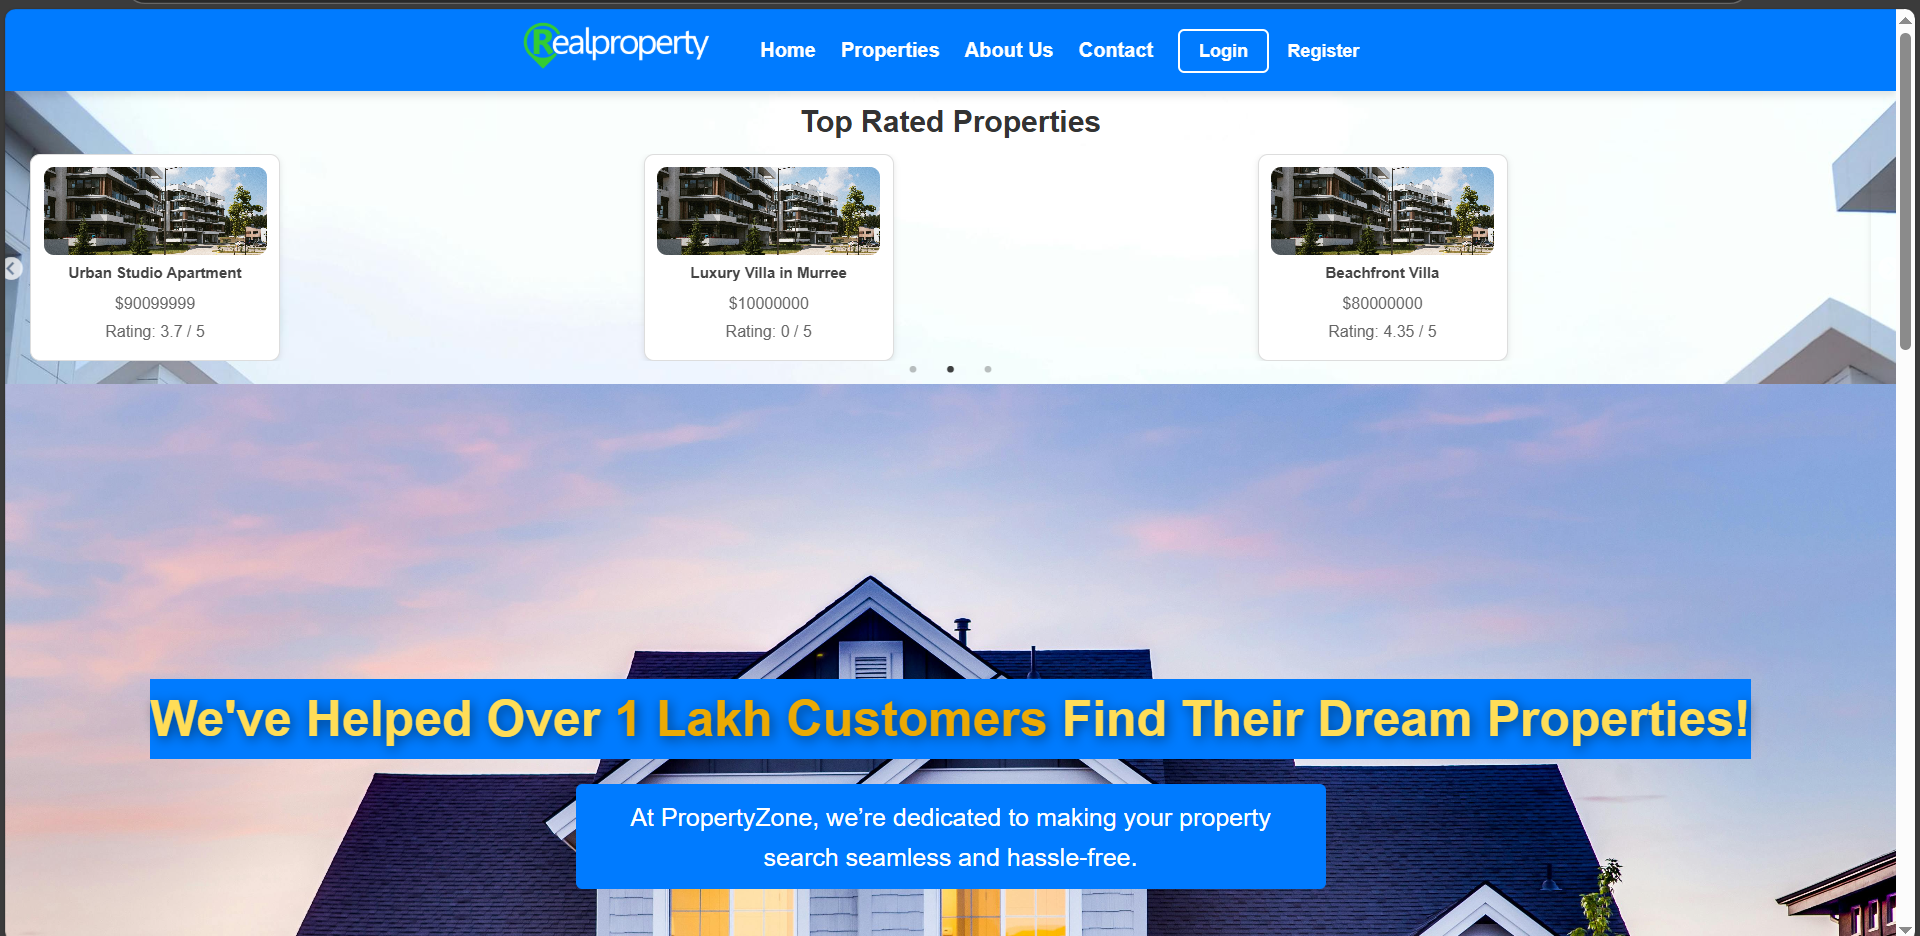 Realproperty
Home Properties About Us Contact Login Register
Top Rated Properties
Urban Studio Apartment
$90099999
Rating: 3.7 / 5
Luxury Villa in Murree
$10000000
Rating: 0 / 5
Beachfront Villa
$80000000
Rating: 4.35 / 5
We've Helped Over 1 Lakh Customers Find Their Dream Properties!
At PropertyZone, we’re dedicated to making your property
search seamless and hassle-free.